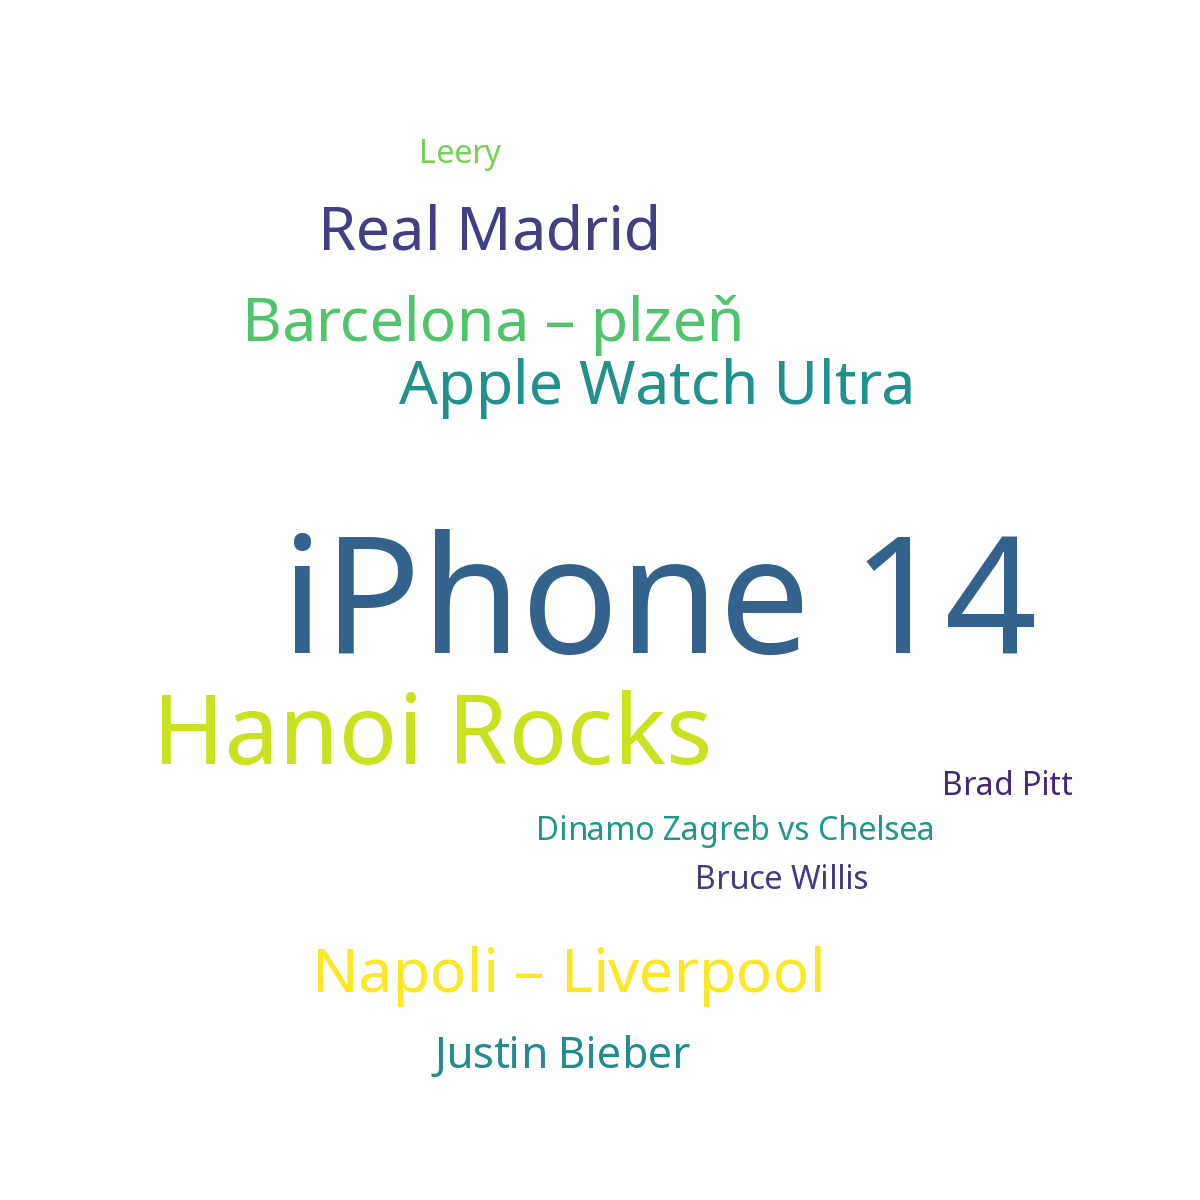 Leery
Real Madrid
Barcelona – plzeň
Apple Watch Ultra
iPhone 14
Hanoi Rocks
Brad Pitt
Dinamo Zagreb vs Chelsea
Bruce Willis
Napoli – Liverpool
Justin Bieber